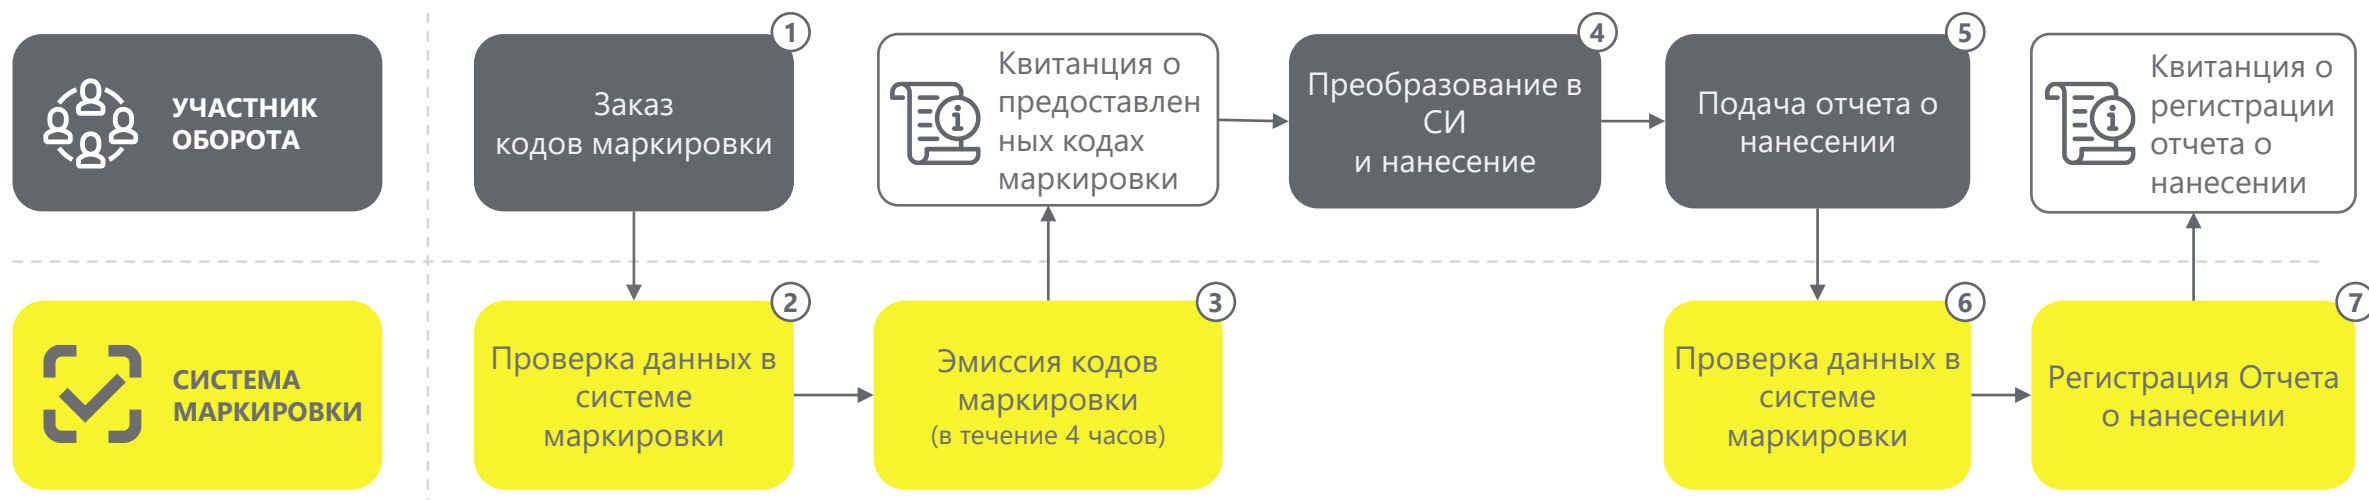 УЧАСТНИК
ОБОРОТА
1
Заказ
кодов маркировки
Квитанция о
предоставлен
ных кодах
маркировки
4
Преобразование в
СИ
и нанесение
5
Подача отчета о
нанесении
Квитанция о
регистрации
отчета о
нанесении
СИСТЕМА
МАРКИРОВКИ
2
Проверка данных в
системе
маркировки
3
Эмиссия кодов
маркировки
(в течение 4 часов)
6
Проверка данных в
системе
маркировки
7
Регистрация Отчета
о нанесении